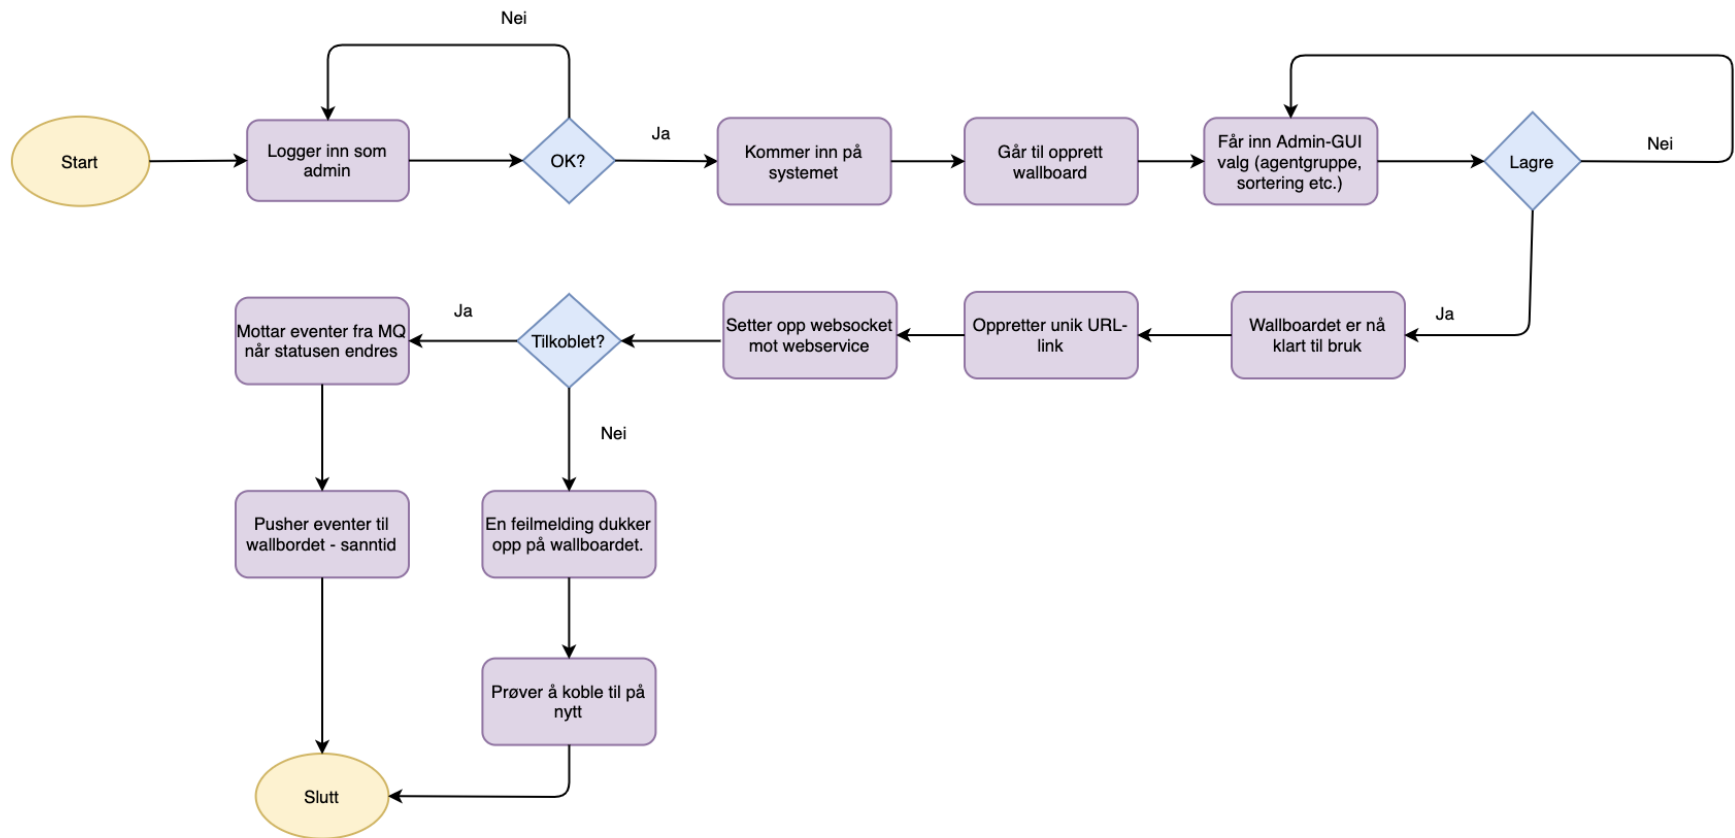 Nei
Start
Logger inn som
admin
OK?
Ja
Kommer inn på
systemet
Går til opprett
wallboard
Får inn Admin-GUI
valg (agentgruppe,
sortering etc.)
Lagre
Nei
Mottar eventer fra MQ
når statusen endres
Ja
Tilkoblet?
Setter opp websocket
mot webservice
Oppretter unik URL-
link
Wallboardet er nå
klart til bruk
Ja
Nei
Pusher eventer til
wallbordet - sanntid
En feilmelding dukker
opp på wallboardet.
Prøver å koble til på
nytt
Slutt